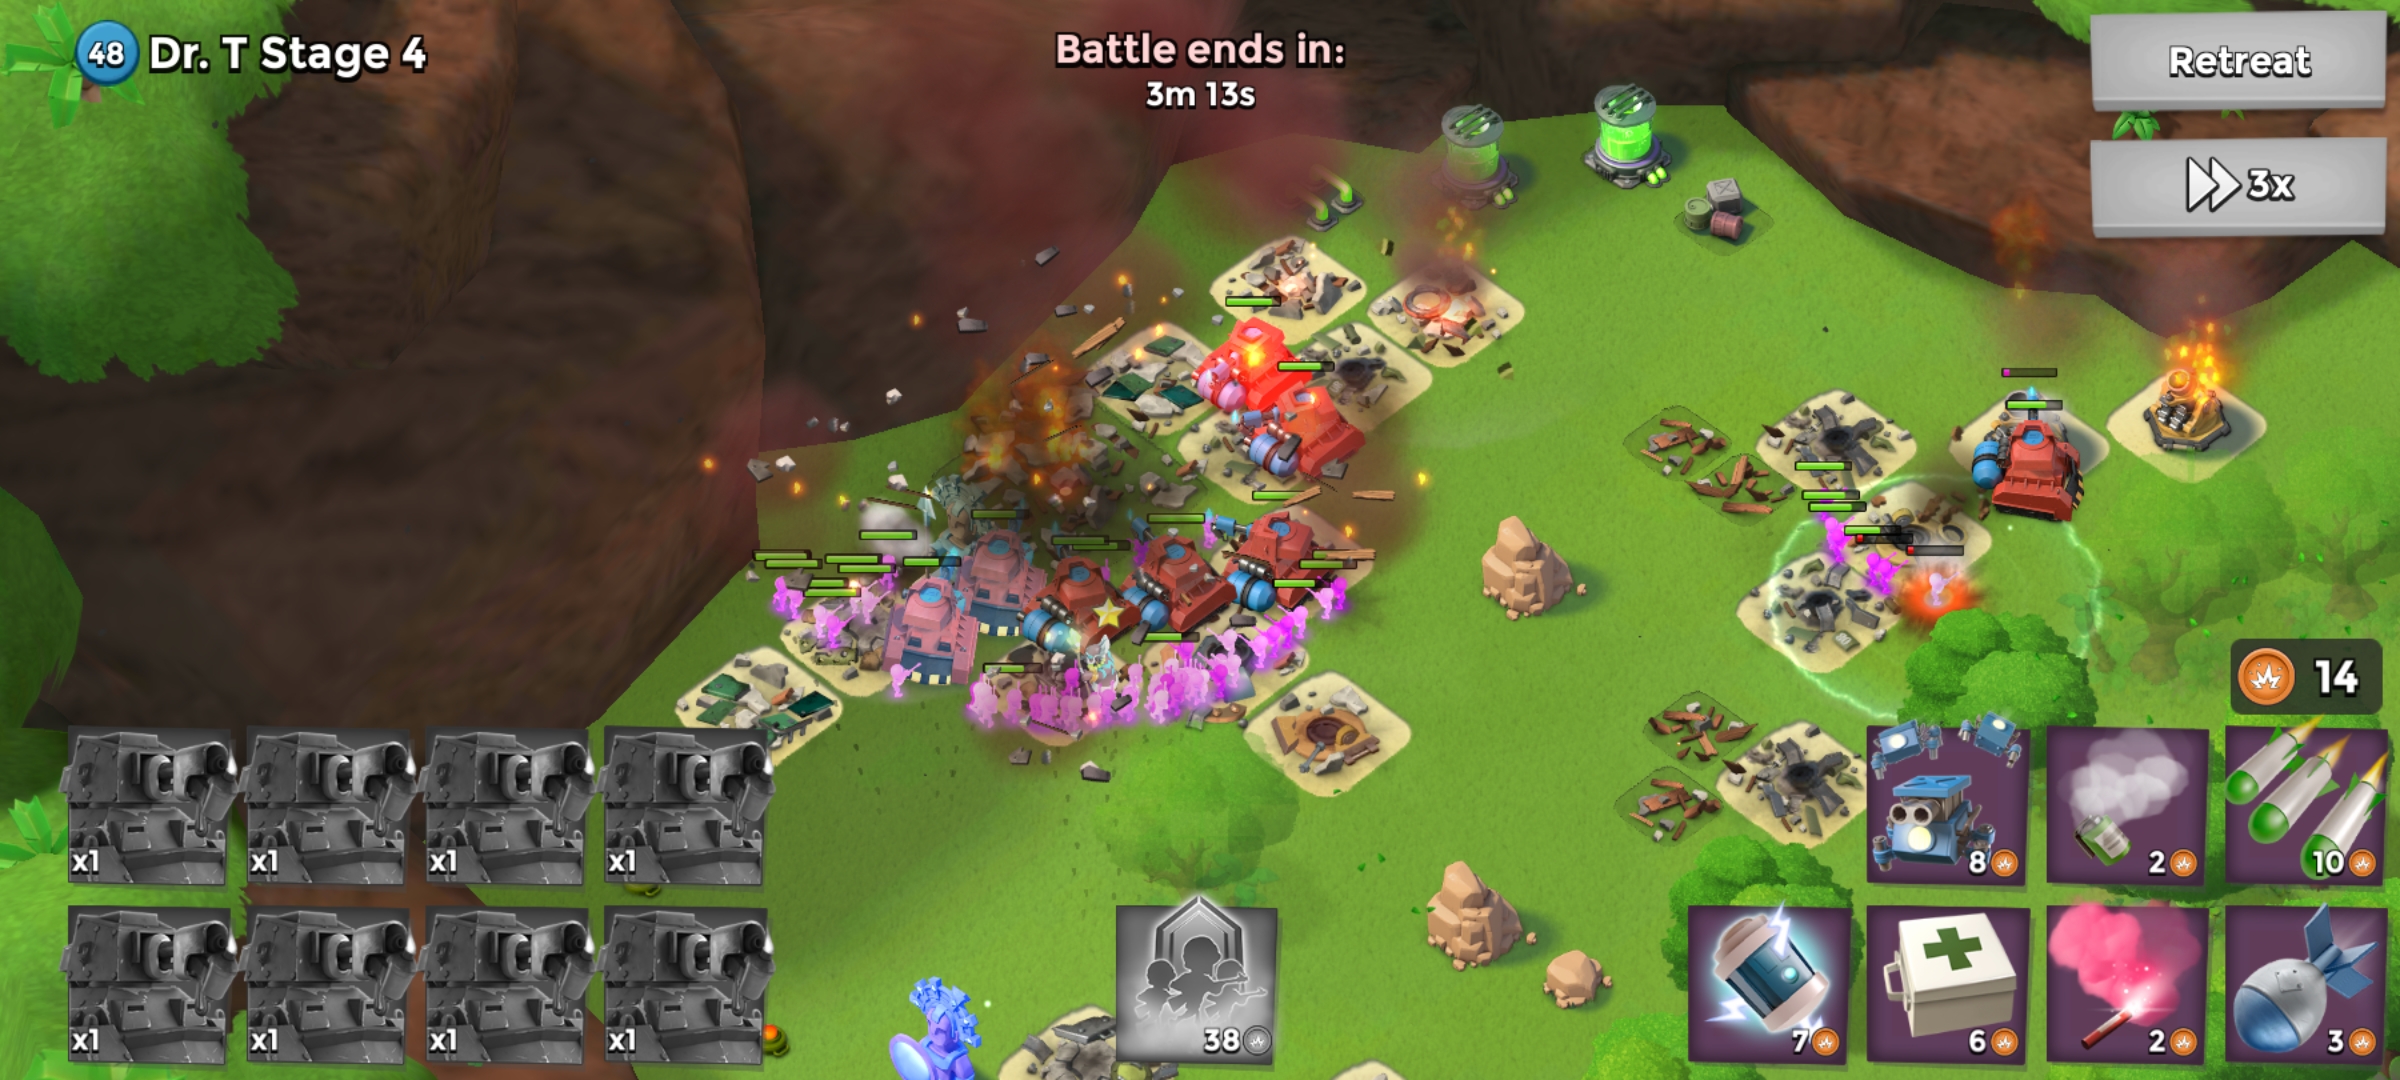 48 Dr. T Stage 4
Battle ends in:
3m 13s
Retreat
3x
14
8
2
10
x1
x1
x1
x1
7
6
2
3
38
x1
x1
x1
x1